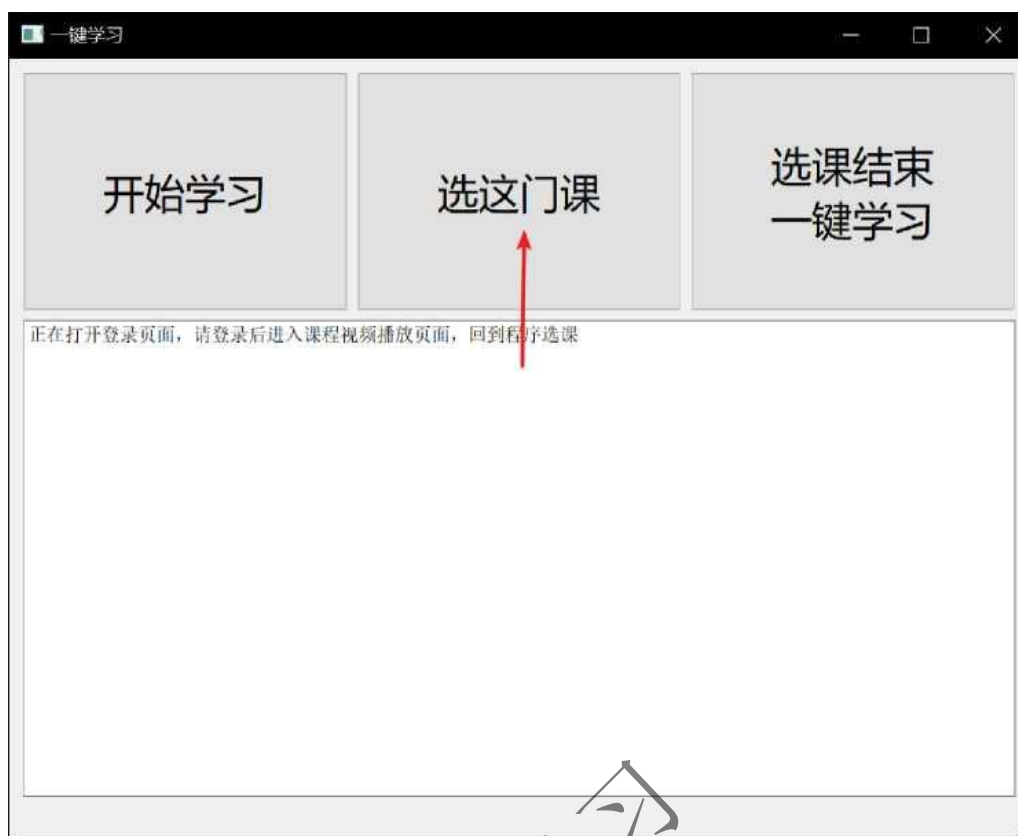 一键学习
开始学习
选这门课
选课结束
一键学习
正在打开登录页面，请登录后进入课程视频播放页面，回到程序选课